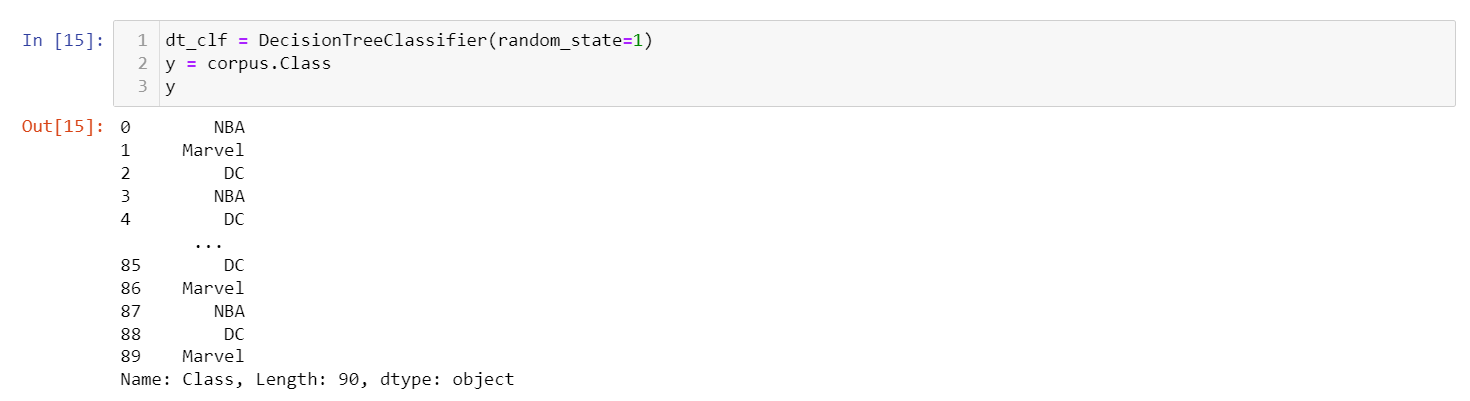 In [15]:
1 dt_clf = DecisionTreeClassifier(random_state=1)
2 y = corpus.Class
3 y
Out[15]:
0 NBA
1 Marvel
2 DC
3 NBA
4 DC
...
85 DC
86 Marvel
87 NBA
88 DC
89 Marvel
Name: Class, Length: 90, dtype: object